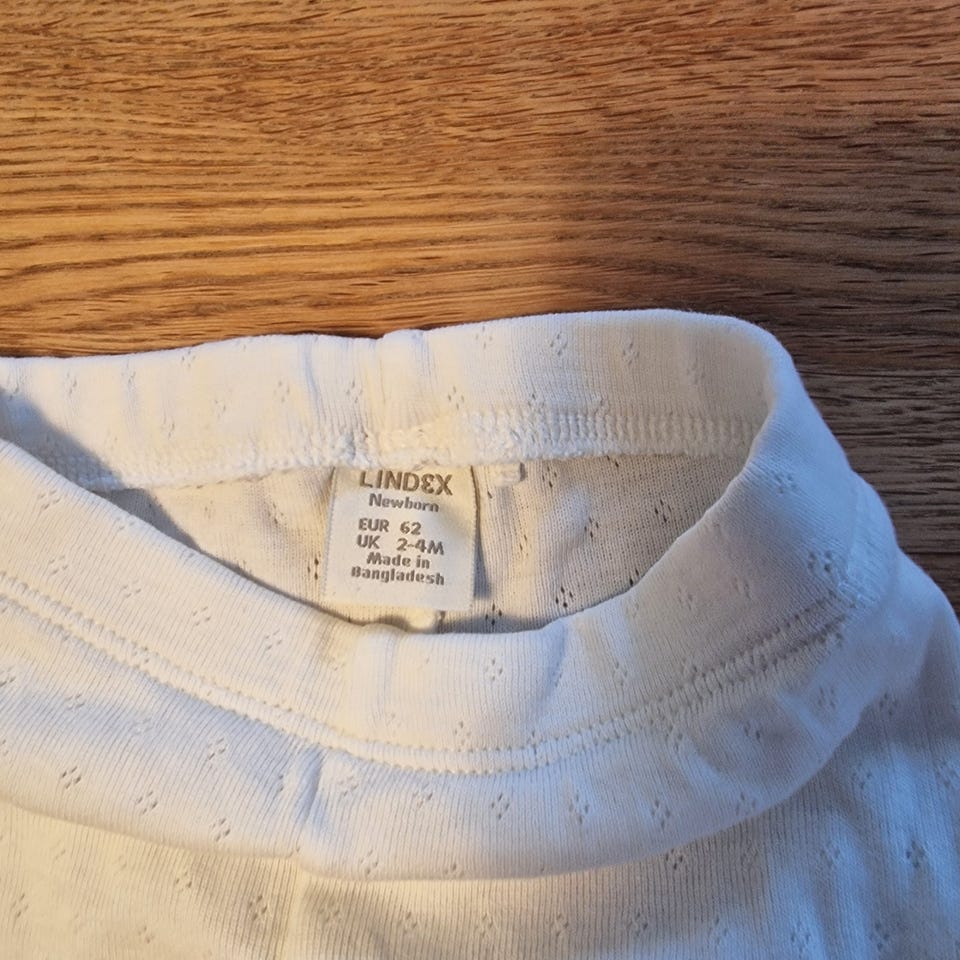 LINDEX
Newborn
EUR 62
UK 2-4M
Made in
Bangladesh